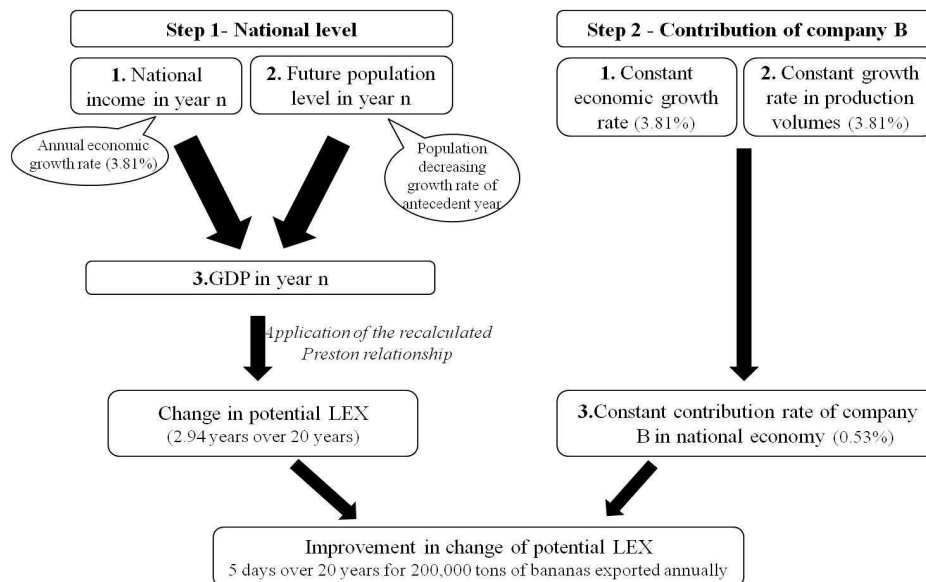 Step 1- National level
1. National
income in year n
2. Future population
level in year n
Annual economic
growth rate (3.81%)
Population
decreasing
growth rate of
antecedent year
3.GDP in year n
Application of the recalculated
Preston relationship
Change in potential LEX
(2.94 years over 20 years)
Step 2 - Contribution of company B
1. Constant
economic growth
rate (3.81%)
2. Constant growth
rate in production
volumes (3.81%)
3.Constant contribution rate of company
B in national economy (0.53%)
Improvement in change of potential LEX
5 days over 20 years for 200,000 tons of bananas exported annually